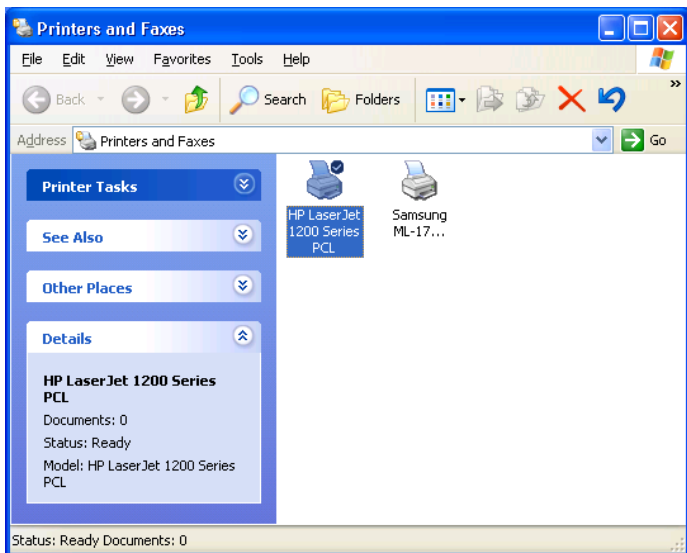 Printers and Faxes
File Edit View Favorites Tools Help
Back Search Folders »
Address Printers and Faxes Go
Printer Tasks
See Also
Other Places
Details
HP LaserJet 1200 Series
PCL
Documents: 0
Status: Ready
Model: HP LaserJet 1200 Series
PCL
HP LaserJet
1200 Series
PCL
Samsung
ML-17...
Status: Ready Documents: 0